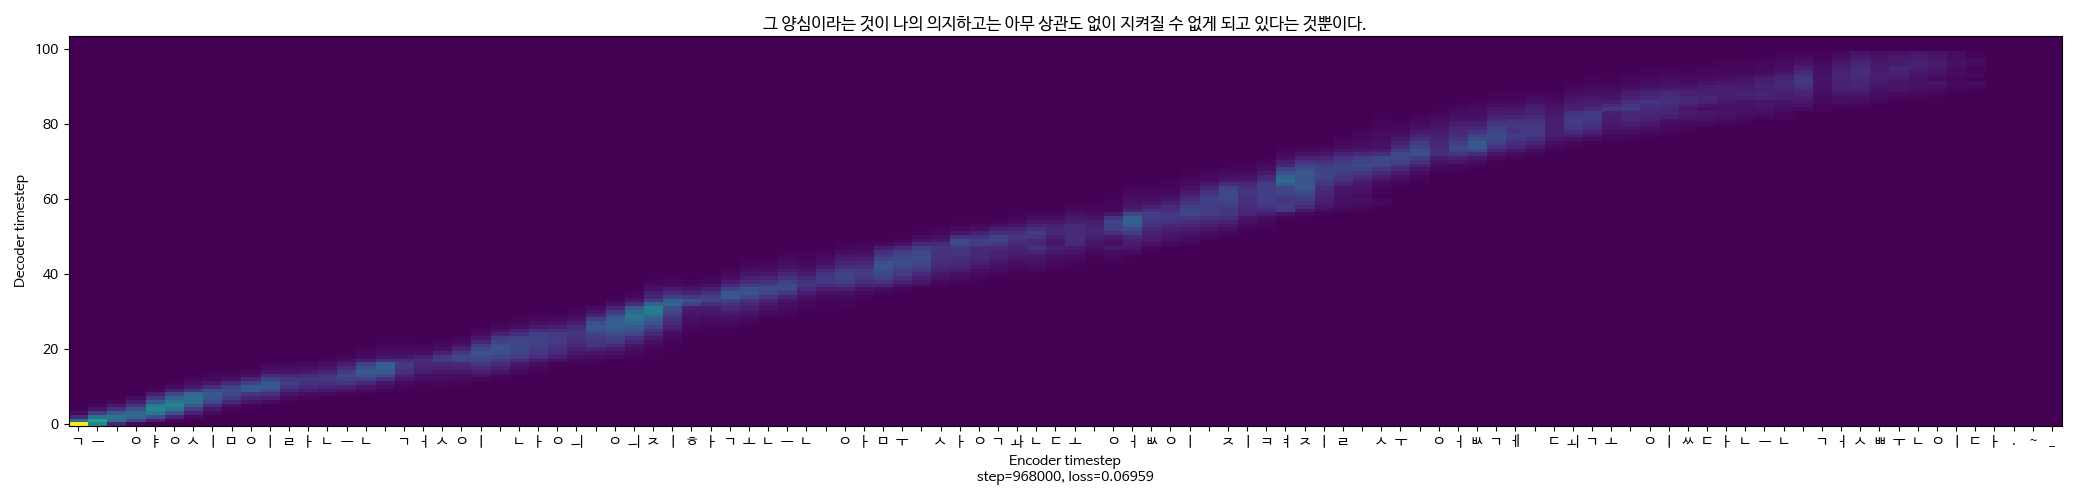 그 양심이라는 것이 나의 의지하고는 아무 상관도 없이 지켜질 수 없게 되고 있다는 것뿐이다.
100
80
60
40
20
0
Decoder timestep
ㄱ ㅡ ㅇ ㅑ ㅇ ㅅ ㅣ ㅁ ㅇ ㅣ ㄹ ㅏ ㄴ ㅡ ㄴ ㄱ ㅓ ㅅ ㅇ ㅣ ㄴ ㅏ ㅇ ㅢ ㅇ ㅢ ㅈ ㅣ ㅎ ㅏ ㄱ ㅗ ㄴ ㅡ ㄴ ㅇ ㅏ ㅁ ㅜ ㅅ ㅏ ㅇ ㄱ ㅘ ㄴ ㄷ ㅗ ㅇ ㅓ ㅄ ㅇ ㅣ ㅈ ㅣ ㅋ ㅕ ㅈ ㅣ ㄹ ㅅ ㅜ ㅇ ㅓ ㅄ ㄱ ㅔ ㄷ ㅚ ㄱ ㅗ ㅇ ㅣ ㅆ ㄷ ㅏ ㄴ ㅡ ㄴ ㄱ ㅓ ㅅ ㅃ ㅜ ㄴ ㅇ ㅣ ㄷ ㅏ . ~ _
Encoder timestep
step=968000, loss=0.06959